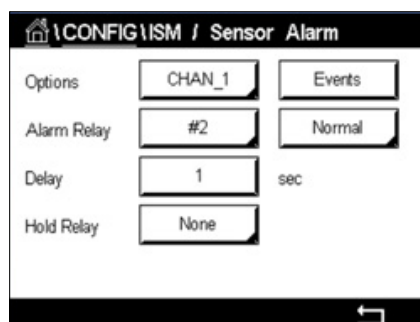 \CONFIG\ISM / Sensor Alarm
Options CHAN_1 Events
Alarm Relay #2 Normal
Delay 1 sec
Hold Relay None